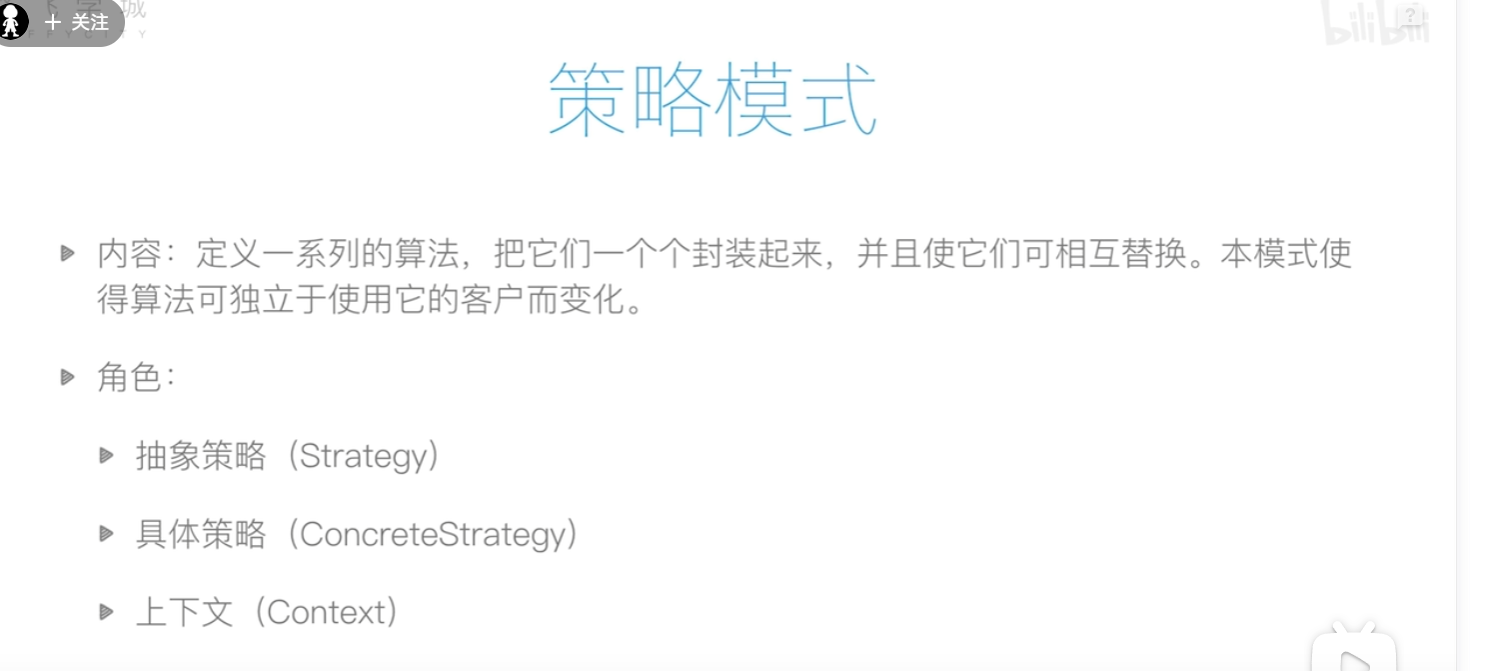 + 关注
bilibili
策略模式
内容：定义一系列的算法，把它们一个个封装起来，并且使它们可相互替换。本模式使
得算法可独立于使用它的客户而变化。
角色：
抽象策略（Strategy）
具体策略（ConcreteStrategy）
上下文（Context）